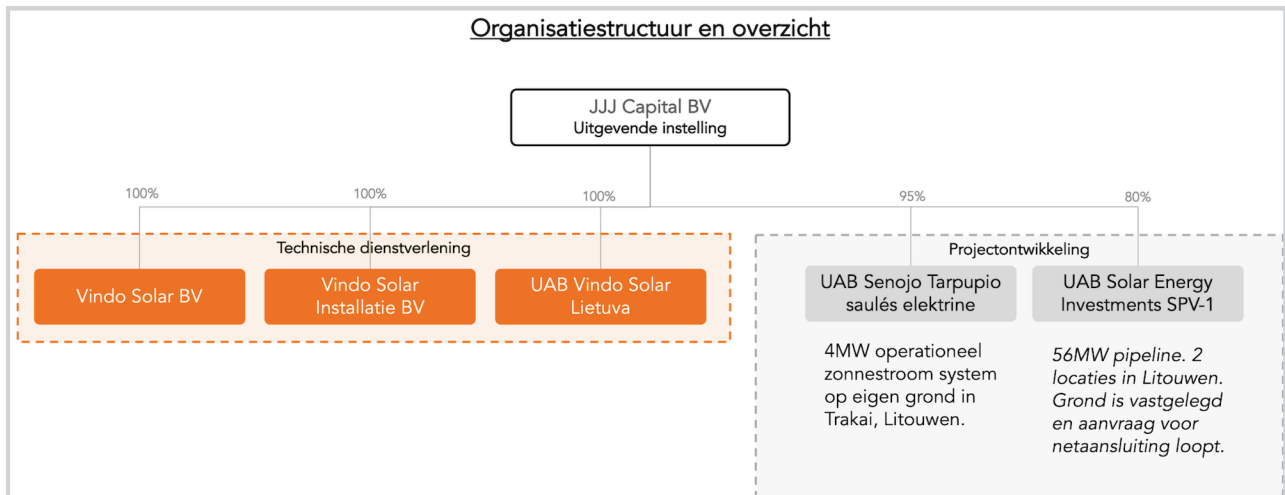 Organisatiestructuur en overzicht
JJJ Capital BV
Uitgevende instelling
100%
100%
100%
95%
80%
Technische dienstverlening
Vindo Solar BV
Vindo Solar
Installatie BV
UAB Vindo Solar
Lietuva
Projectontwikkeling
UAB Senojo Tarpupio
saulés elektrine
UAB Solar Energy
Investments SPV-1
4MW operationeel
zonnestroom system
op eigen grond in
Trakai, Litouwen.
56MW pipeline. 2
locaties in Litouwen.
Grond is vastgelegd
en aanvraag voor
netaansluiting loopt.